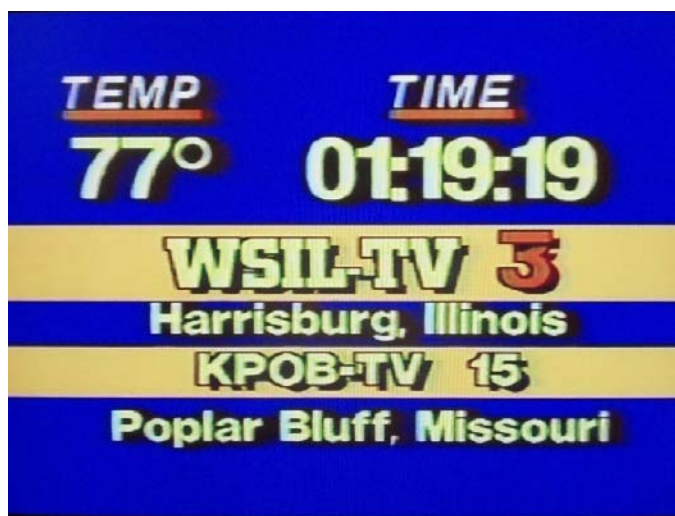 TEMP TIME
77° 01:19:19
WSIL-TV 3
Harrisburg, Illinois
KPOB-TV 15
Poplar Bluff, Missouri